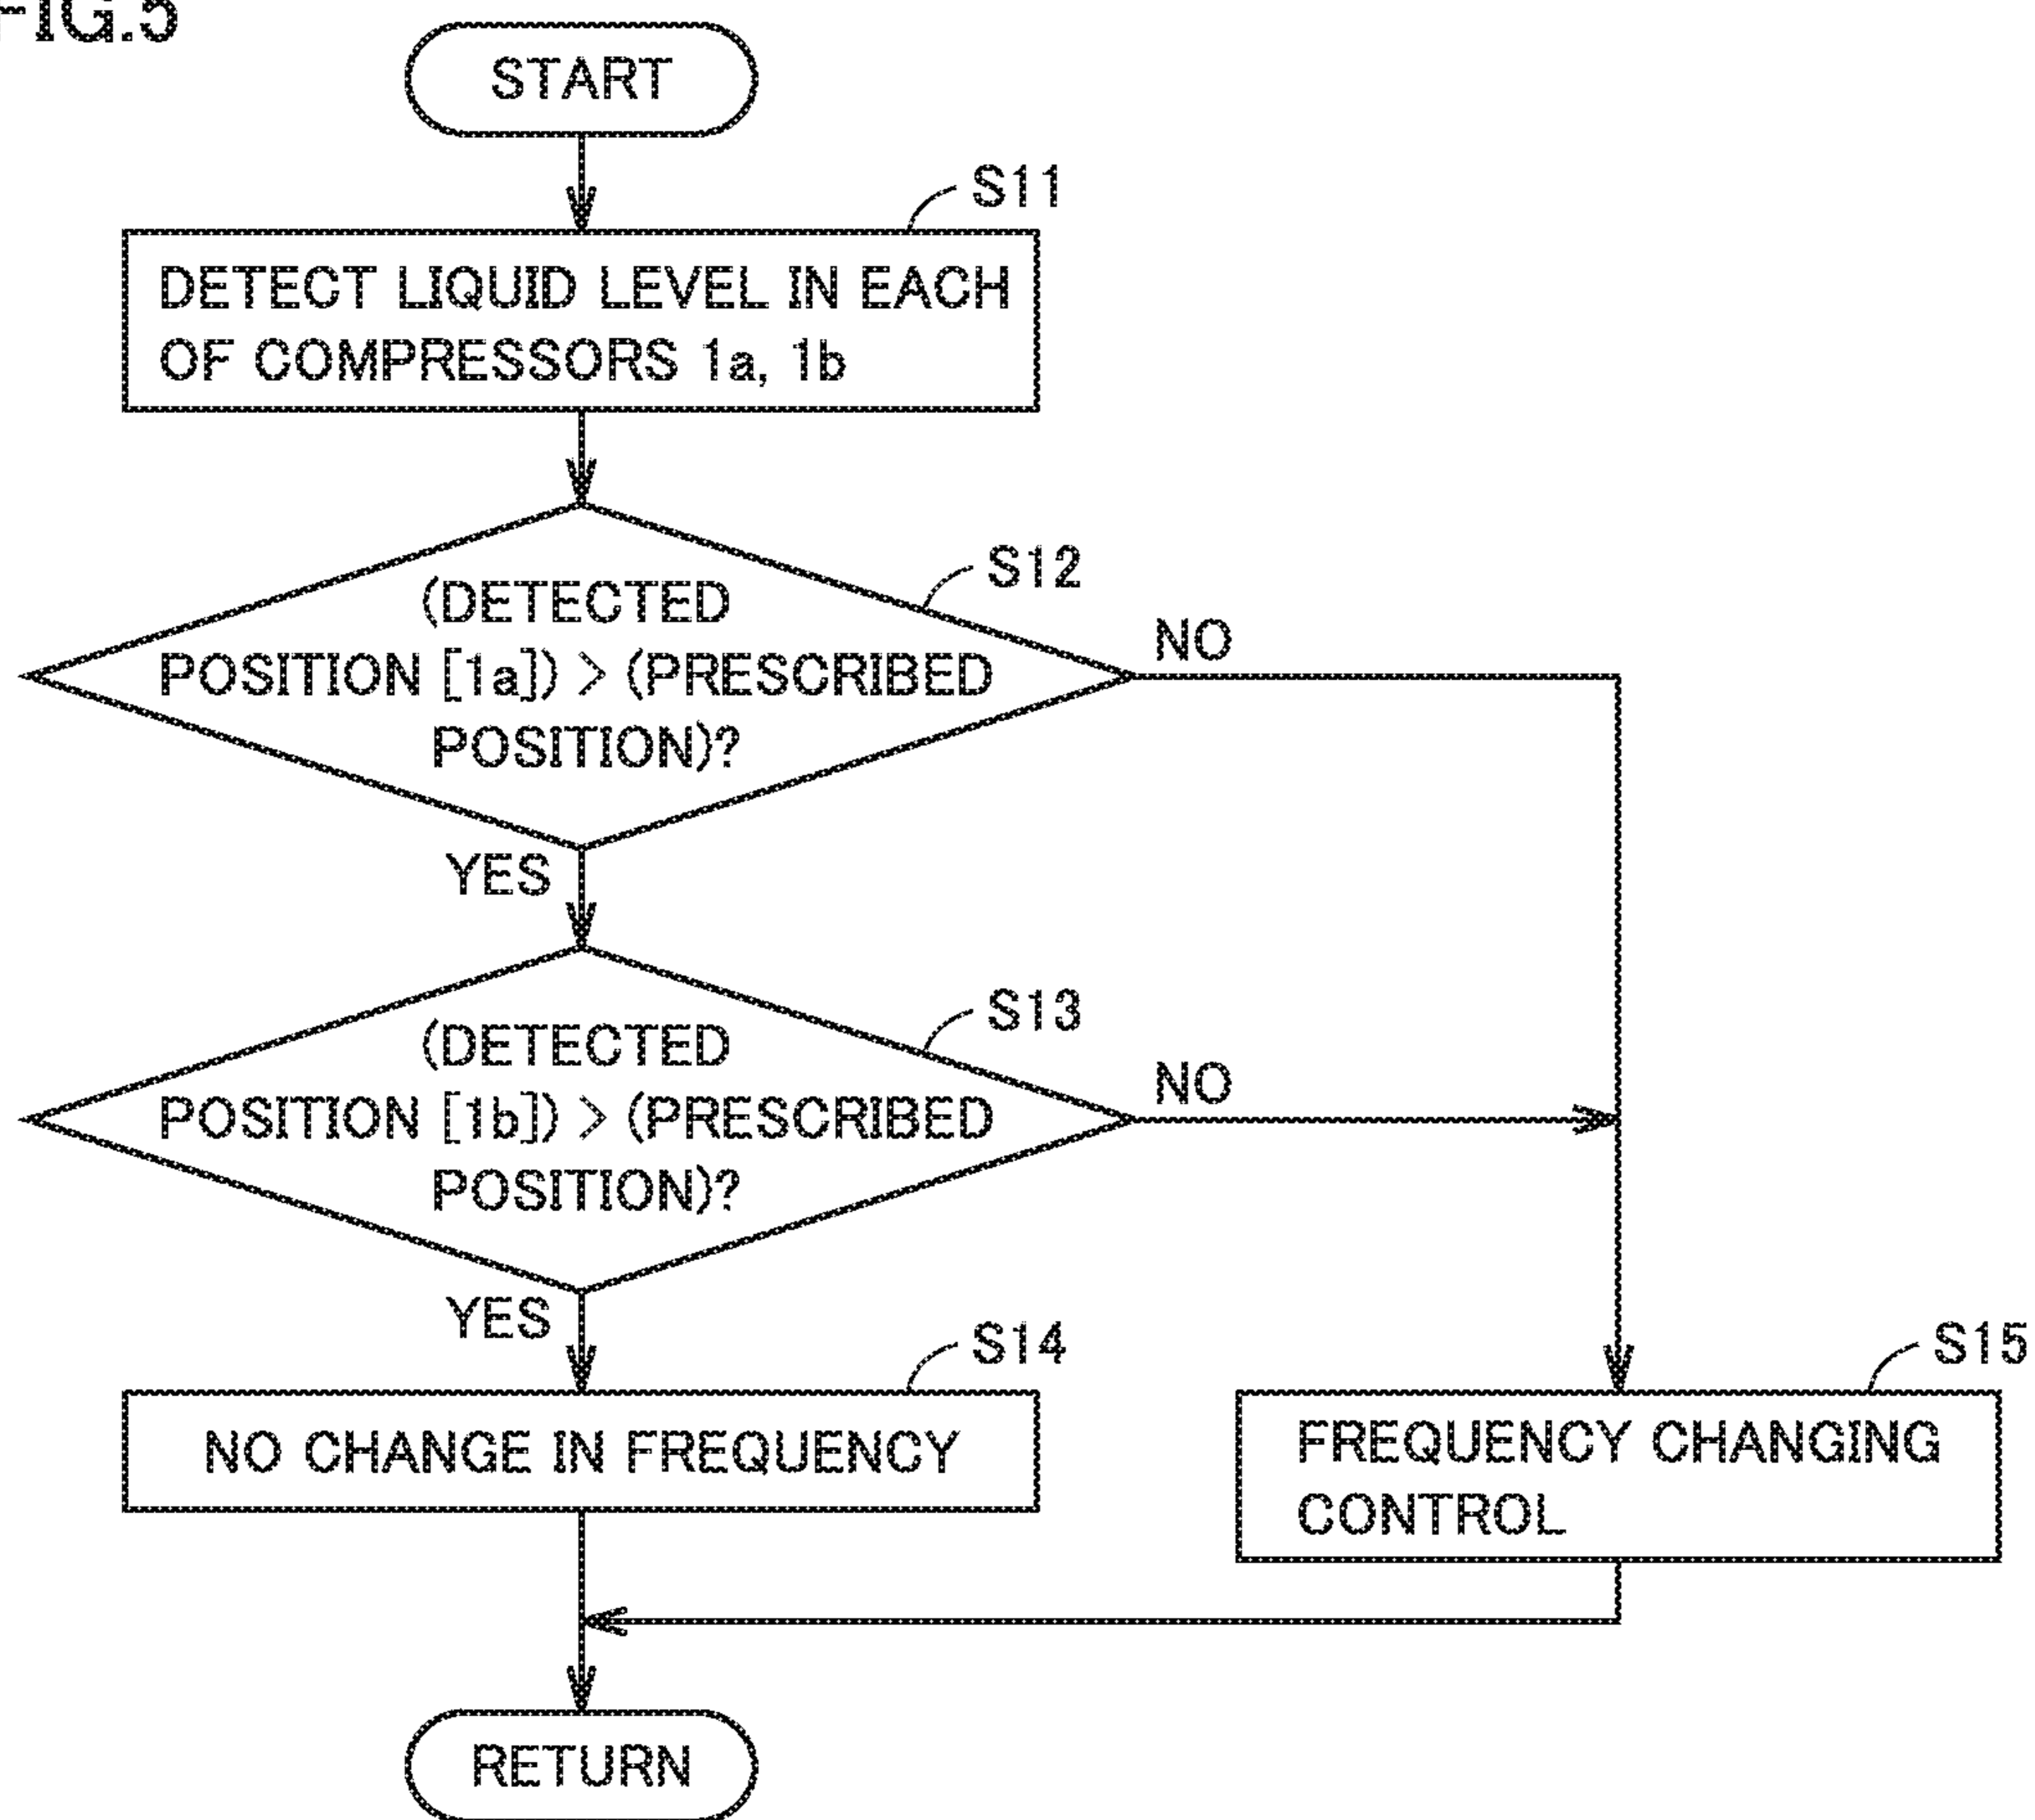 FIG.5
START
S11
DETECT LIQUID LEVEL IN EACH
OF COMPRESSORS 1a, 1b
S12
(DETECTED
POSITION [1a]) > (PRESCRIBED
POSITION)?
NO
YES
S13
(DETECTED
POSITION [1b]) > (PRESCRIBED
POSITION)?
NO
YES
S14
NO CHANGE IN FREQUENCY
S15
FREQUENCY CHANGING
CONTROL
RETURN